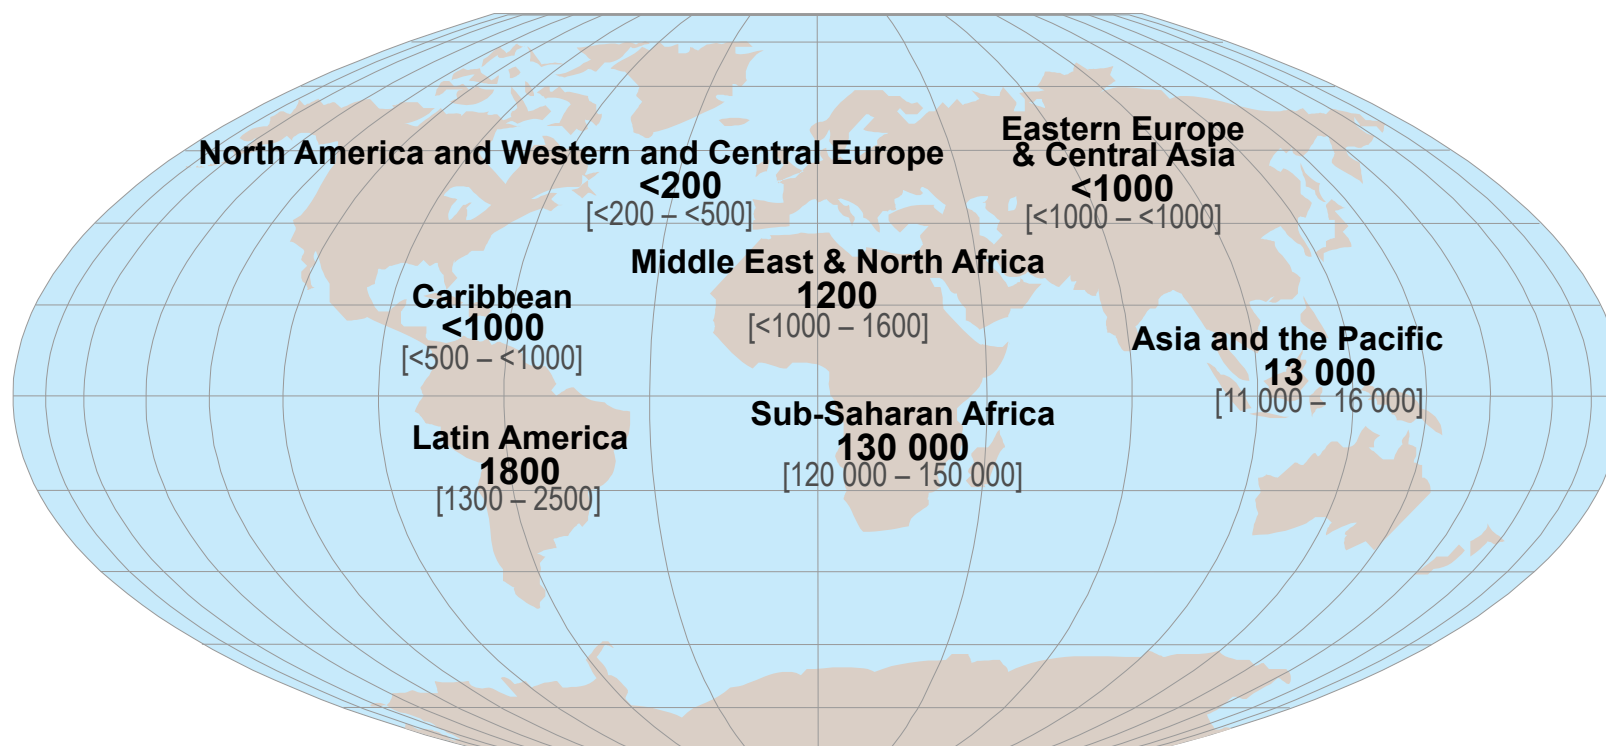 Eastern Europe
& Central Asia
<1000
[<1000 – <1000]
North America and Western and Central Europe
<200
[<200 – <500]
Middle East & North Africa
1200
[<1000 – 1600]
Caribbean
<1000
[<500 – <1000]
Asia and the Pacific
13 000
[11 000 – 16 000]
Sub-Saharan Africa
130 000
[120 000 – 150 000]
Latin America
1800
[1300 – 2500]